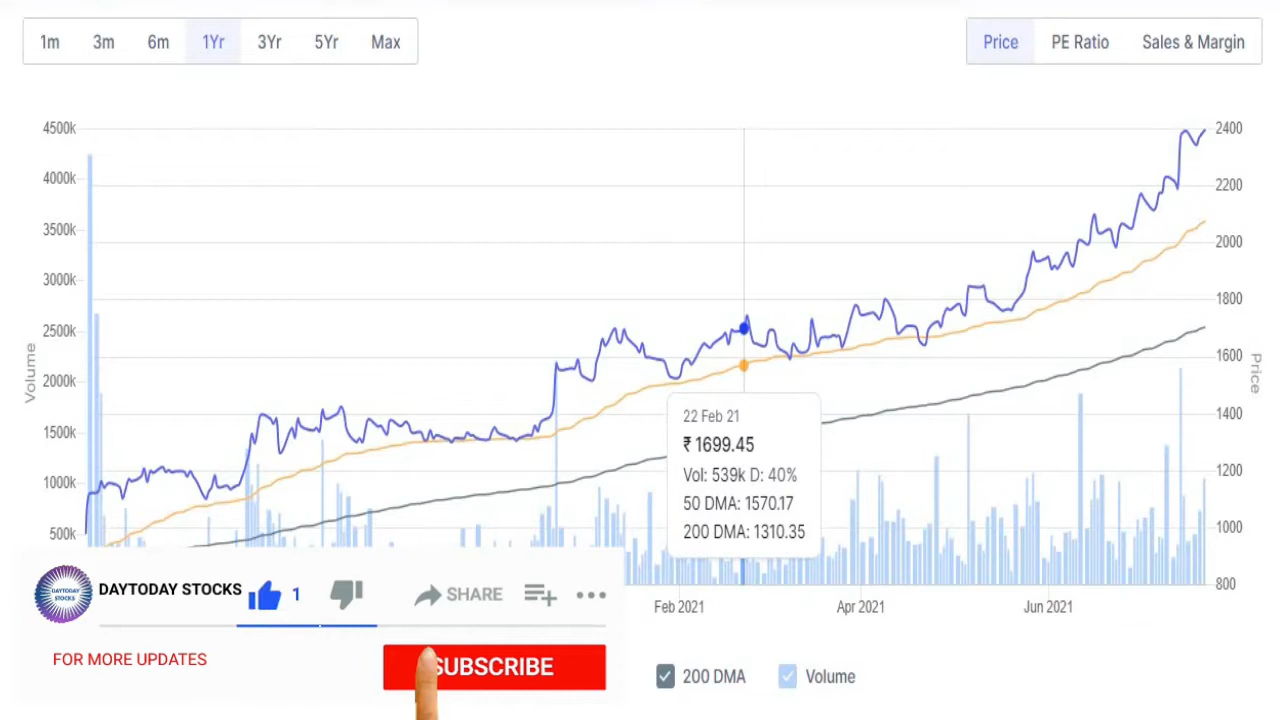 1m 3m 6m 1Yr 3Yr 5Yr Max
Price PE Ratio Sales & Margin
4500k
4000k
3500k
3000k
2500k
2000k
1500k
1000k
500k
Volume
2400
2200
2000
1800
1600
1400
1200
1000
800
Price
22 Feb 21
₹ 1699.45
Vol: 539k D: 40%
50 DMA: 1570.17
200 DMA: 1310.35
Feb 2021 Apr 2021 Jun 2021
200 DMA Volume
DAYTODAY
STOCKS
DAYTODAY STOCKS 1 SHARE
FOR MORE UPDATES
SUBSCRIBE